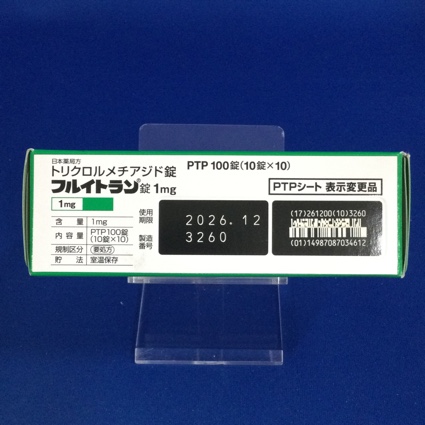 日本薬局方
トリクロルメチアジド錠
フルイトラン®錠 1mg
PTP 100錠(10錠×10)
PTPシート 表示変更品
1mg
含 量 1mg
内 容 量 PTP100錠
(10錠×10)
規制区分 要処方
貯 法 室温保存
使用
期限 2026.12
製造
番号 3260
(17)261200(10)3260
(01)14987087034612